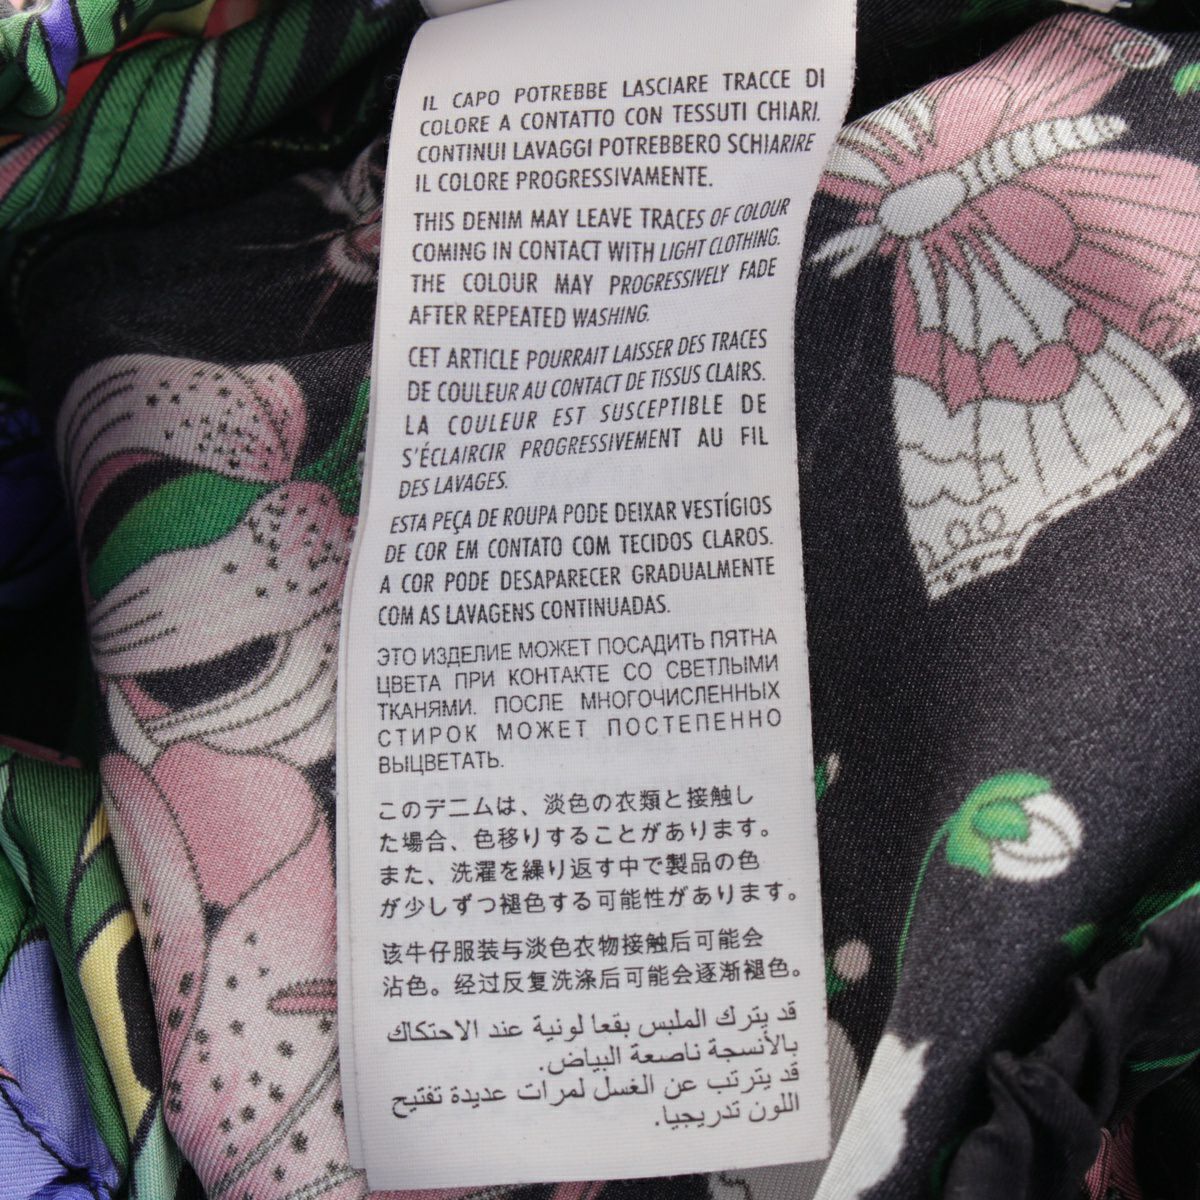 IL CAPO POTREBBE LASCIARE TRACCE DI
COLORE A CONTATTO CON TESSUTI CHIARI.
CONTINUI LAVAGGI POTREBBERO SCHIARIRE
IL COLORE PROGRESSIVAMENTE.
THIS DENIM MAY LEAVE TRACES OF COLOUR
COMING IN CONTACT WITH LIGHT CLOTHING.
THE COLOUR MAY PROGRESSIVELY FADE
AFTER REPEATED WASHING.
CET ARTICLE POURRAIT LAISSER DES TRACES
DE COULEUR AU CONTACT DE TISSUS CLAIRS.
LA COULEUR EST SUSCEPTIBLE DE
S'ÉCLAIRCIR PROGRESSIVEMENT AU FIL
DES LAVAGES.
ESTA PEÇA DE ROUPA PODE DEIXAR VESTÍGIOS
DE COR EM CONTATO COM TECIDOS CLAROS.
A COR PODE DESAPARECER GRADUALMENTE
COM AS LAVAGENS CONTINUADAS.
ЭТО ИЗДЕЛИЕ МОЖЕТ ПОСАДИТЬ ПЯТНА
ЦВЕТА ПРИ КОНТАКТЕ СО СВЕТЛЫМИ
ТКАНЯМИ. ПОСЛЕ МНОГОЧИСЛЕННЫХ
СТИРОК МОЖЕТ ПОСТЕПЕННО
ВЫЦВЕТАТЬ.
このデニムは、淡色の衣類と接触し
た場合、色移りすることがあります。
また、洗濯を繰り返す中で製品の色
が少しずつ褪色する可能性があります。
该牛仔服装与淡色衣物接触后可能会
沾色。经过反复洗涤后可能会逐渐褪色。
قد يترك الملبس بقعا لونية عند الاحتكاك
بالأنسجة ناصعة البياض.
قد يترتب عن الغسل لمرات عديدة تفتيح
اللون تدريجيا.